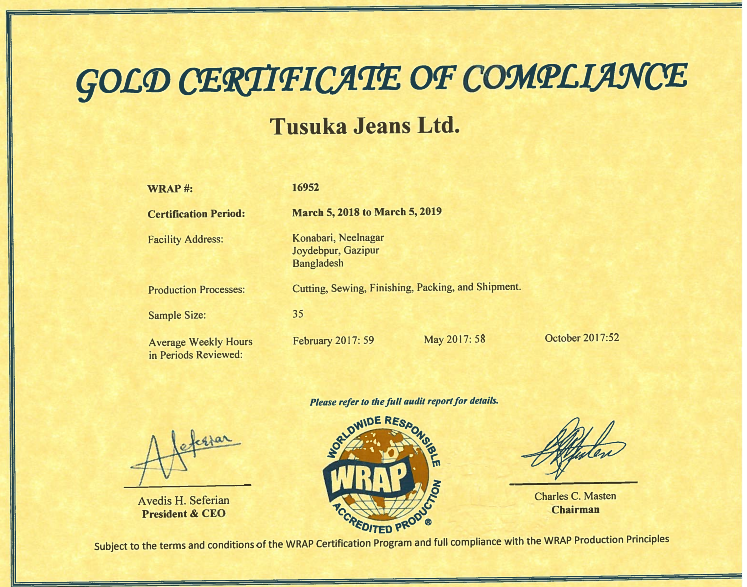 GOLD CERTIFICATE OF COMPLIANCE
Tusuka Jeans Ltd.
WRAP #: 16952
Certification Period: March 5, 2018 to March 5, 2019
Facility Address: Konabari, Neelnagar
Joydebpur, Gazipur
Bangladesh
Production Processes: Cutting, Sewing, Finishing, Packing, and Shipment.
Sample Size: 35
Average Weekly Hours February 2017: 59 May 2017: 58 October 2017:52
in Periods Reviewed:
Please refer to the full audit report for details.
WORLDWIDE RESPONSIBLE
WRAP
ACCREDITED PRODUCTION
®
Seferian
Avedis H. Seferian
President & CEO
Charles C. Masten
Chairman
Subject to the terms and conditions of the WRAP Certification Program and full compliance with the WRAP Production Principles